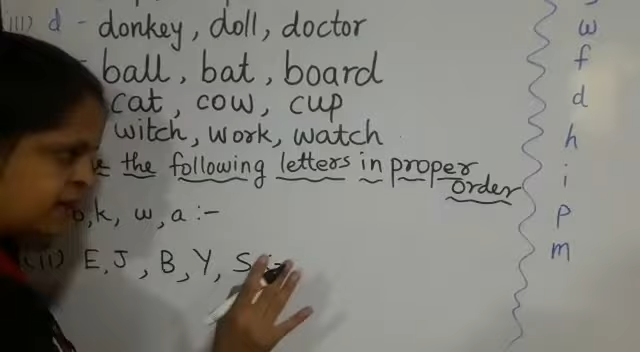 iii) d - donkey, doll, doctor
ball, bat, board
cat, cow, cup
witch, work, watch
the following letters in proper order
k, w, a :-
E, J, B, Y, S
w
f
d
h
i
p
m